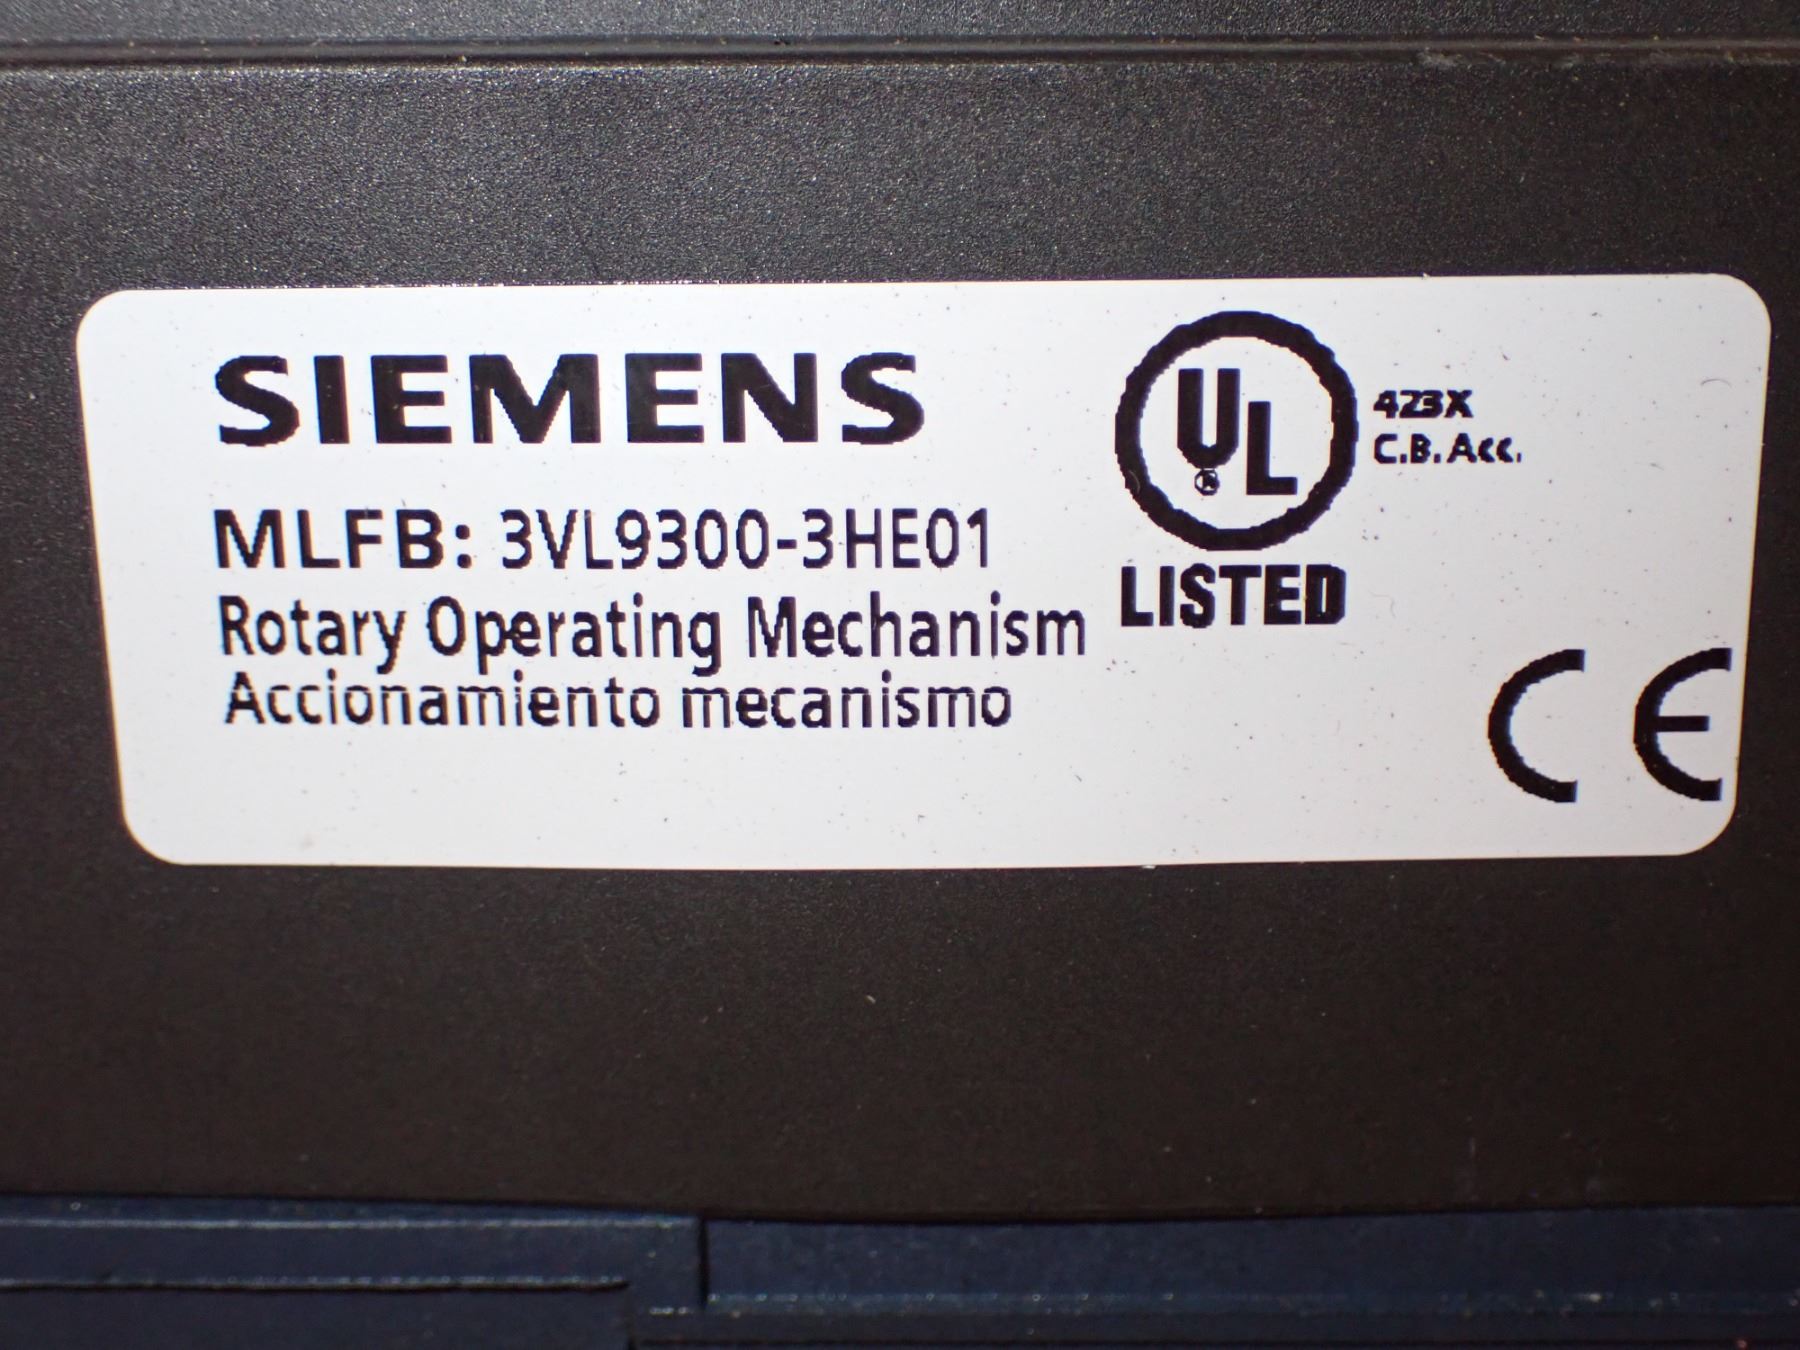 SIEMENS
MLFB: 3VL9300-3HE01
Rotary Operating Mechanism
Accionamiento mecanismo
UL
®
423X
C.B. Acc.
LISTED
CE